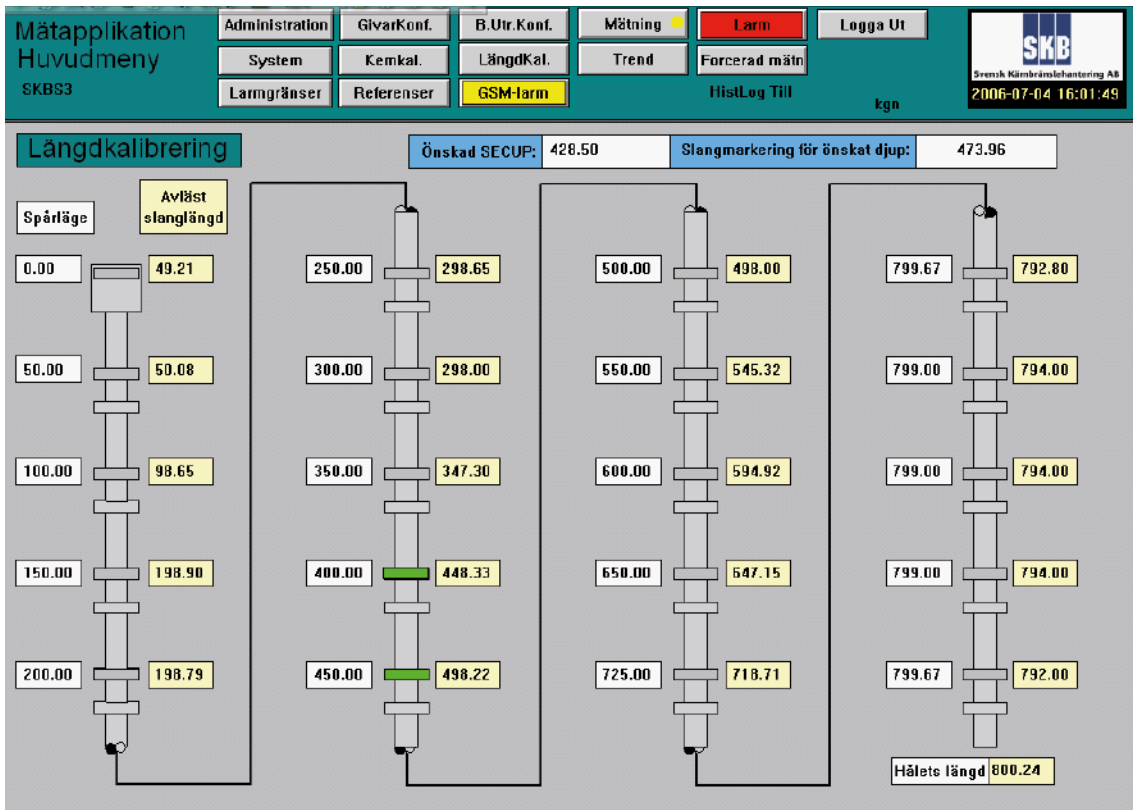 Mätapplikation
Huvudmeny
SKBS3
Administration GivarKonf. B.Utr.Konf. Mätning Larm Logga Ut
System Kemkal. LängdKal. Trend Forcerad mätn
Larmgränser Referenser GSM-larm HistLog Till kgn
SKB
Svensk Kärnbränslehantering AB
2006-07-04 16:01:49
Längdkalibrering
Önskad SECUP: 428.50 Slangmarkering för önskat djup: 473.96
Spårläge
Avläst
slanglängd
0.00 49.21
50.00 50.08
100.00 98.65
150.00 198.90
200.00 198.79
250.00 298.65
300.00 298.00
350.00 347.30
400.00 448.33
450.00 498.22
500.00 498.00
550.00 545.32
600.00 594.92
650.00 647.15
725.00 718.71
799.67 792.80
799.00 794.00
799.00 794.00
799.00 794.00
799.67 792.00
Hålets längd 800.24